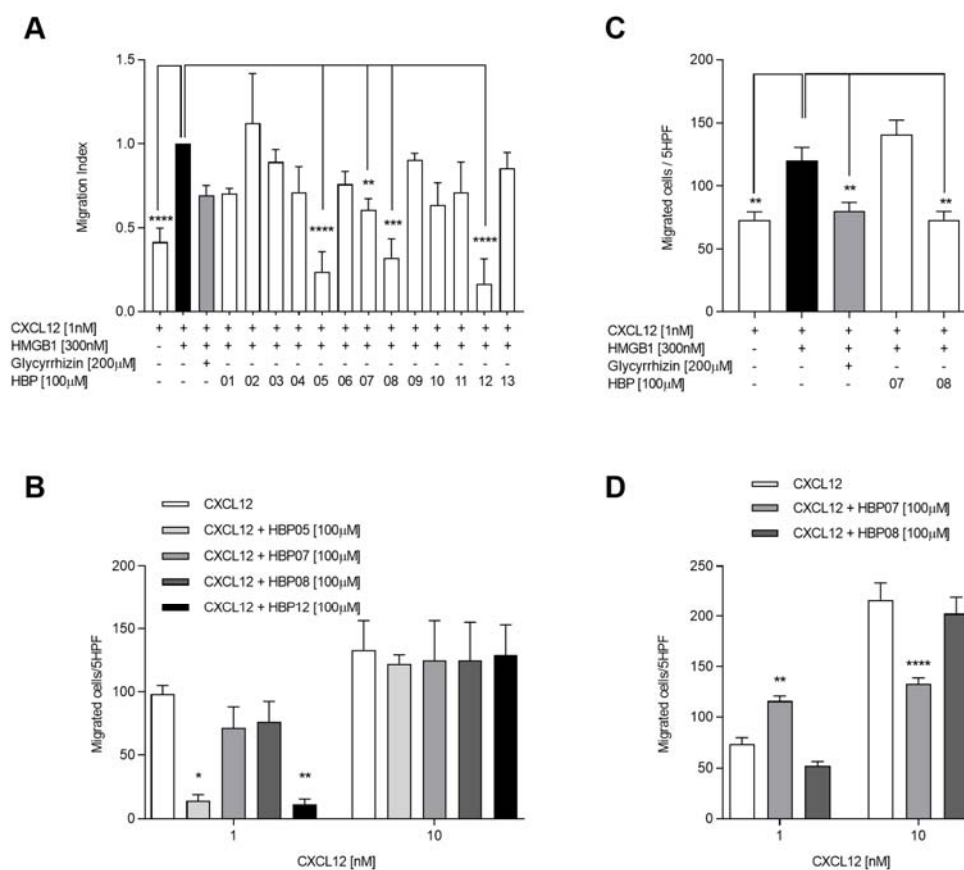 A
1.5
1.0
0.5
0.0
Migration Index
****
****
**
***
****
CXCL12 [1nM] + + + + + + + + + + + + + + + +
HMGB1 [300nM] - + + + + + + + + + + + + + + +
Glycyrrhizin [200μM] - - + - - - - - - - - - - - - -
HBP [100μM] - - - 01 02 03 04 05 06 07 08 09 10 11 12 13
C
200
150
100
50
0
Migrated cells / 5HPF
**
**
**
CXCL12 [1nM] + + + + +
HMGB1 [300nM] - + + + +
Glycyrrhizin [200μM] - - + - -
HBP [100μM] - - - 07 08
B
CXCL12
CXCL12 + HBP05 [100μM]
CXCL12 + HBP07 [100μM]
CXCL12 + HBP08 [100μM]
CXCL12 + HBP12 [100μM]
200
150
100
50
0
Migrated cells/5HPF
*
**
1 10
CXCL12 [nM]
D
CXCL12
CXCL12 + HBP07 [100μM]
CXCL12 + HBP08 [100μM]
250
200
150
100
50
0
Migrated cells/5HPF
**
****
1 10
CXCL12 [nM]